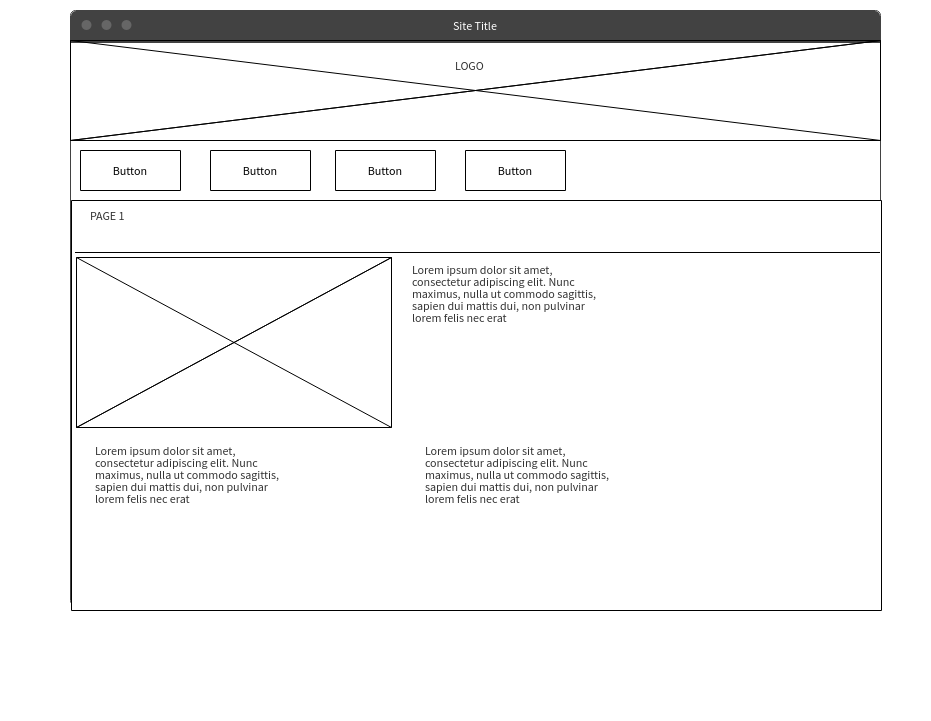 Site Title
LOGO
Button
Button
Button
Button
PAGE 1
Lorem ipsum dolor sit amet,
consectetur adipiscing elit. Nunc
maximus, nulla ut commodo sagittis,
sapien dui mattis dui, non pulvinar
lorem felis nec erat
Lorem ipsum dolor sit amet,
consectetur adipiscing elit. Nunc
maximus, nulla ut commodo sagittis,
sapien dui mattis dui, non pulvinar
lorem felis nec erat
Lorem ipsum dolor sit amet,
consectetur adipiscing elit. Nunc
maximus, nulla ut commodo sagittis,
sapien dui mattis dui, non pulvinar
lorem felis nec erat